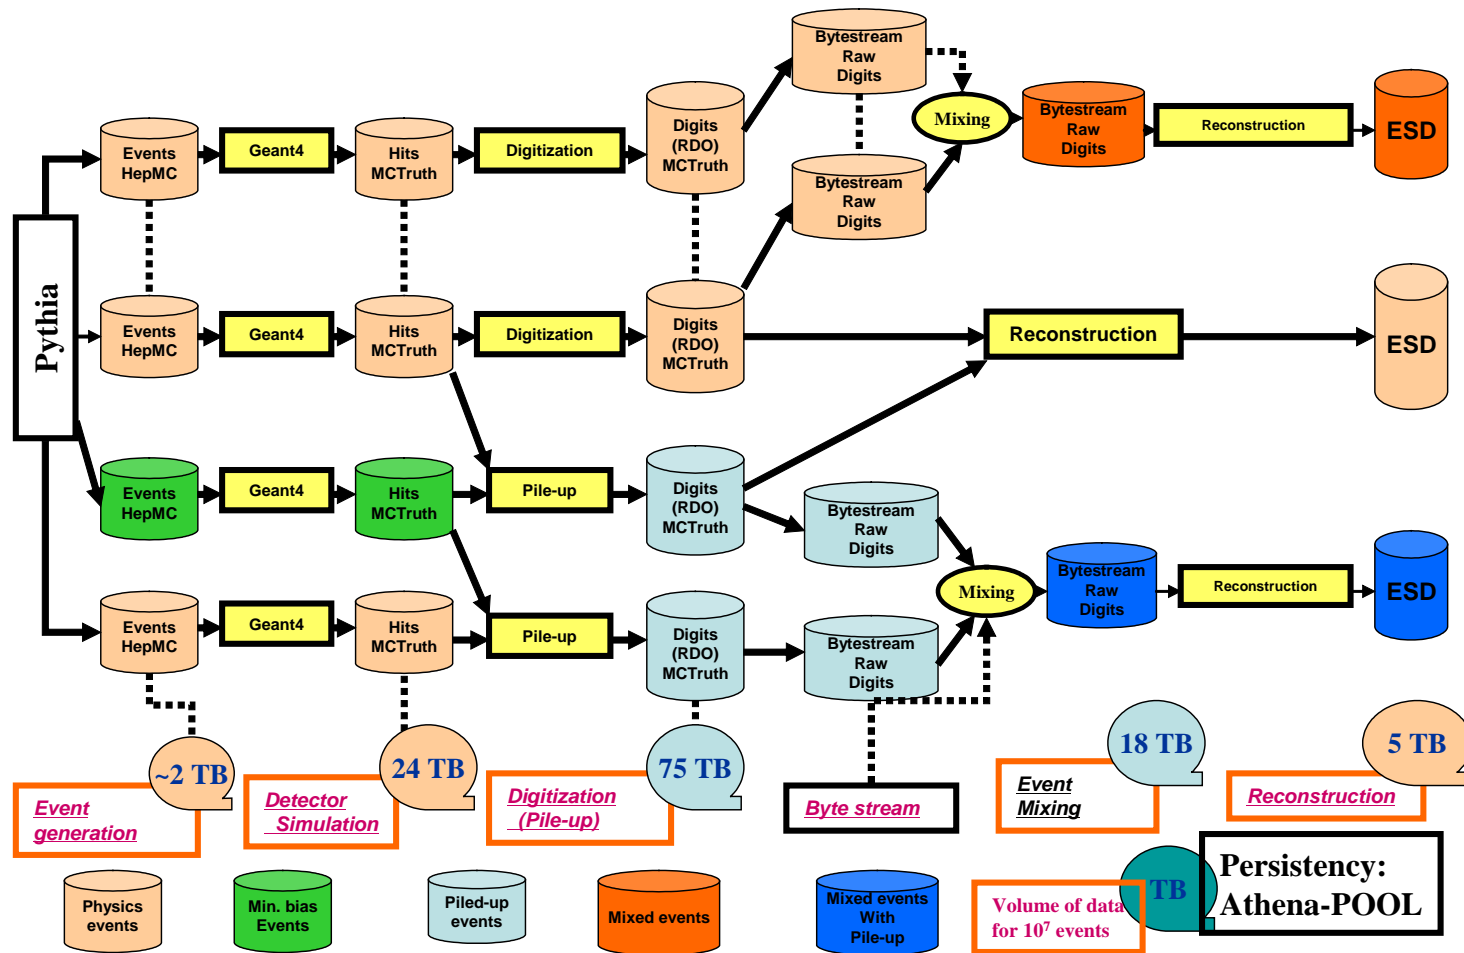 Bytestream
Raw
Digits
Mixing
Bytestream
Raw
Digits
Reconstruction
ESD
Events
HepMC
Geant4
Hits
MCTruth
Digitization
Digits
(RDO)
MCTruth
Bytestream
Raw
Digits
Pythia
Events
HepMC
Geant4
Hits
MCTruth
Digitization
Digits
(RDO)
MCTruth
Reconstruction
ESD
Events
HepMC
Geant4
Hits
MCTruth
Pile-up
Digits
(RDO)
MCTruth
Bytestream
Raw
Digits
Mixing
Bytestream
Raw
Digits
Reconstruction
ESD
Events
HepMC
Geant4
Hits
MCTruth
Pile-up
Digits
(RDO)
MCTruth
Bytestream
Raw
Digits
~2 TB
24 TB
75 TB
18 TB
5 TB
Event
generation
Detector
Simulation
Digitization
(Pile-up)
Byte stream
Event
Mixing
Reconstruction
Physics
events
Min. bias
Events
Piled-up
events
Mixed events
Mixed events
With
Pile-up
Volume of data
for 10⁷ events
TB
Persistency:
Athena-POOL